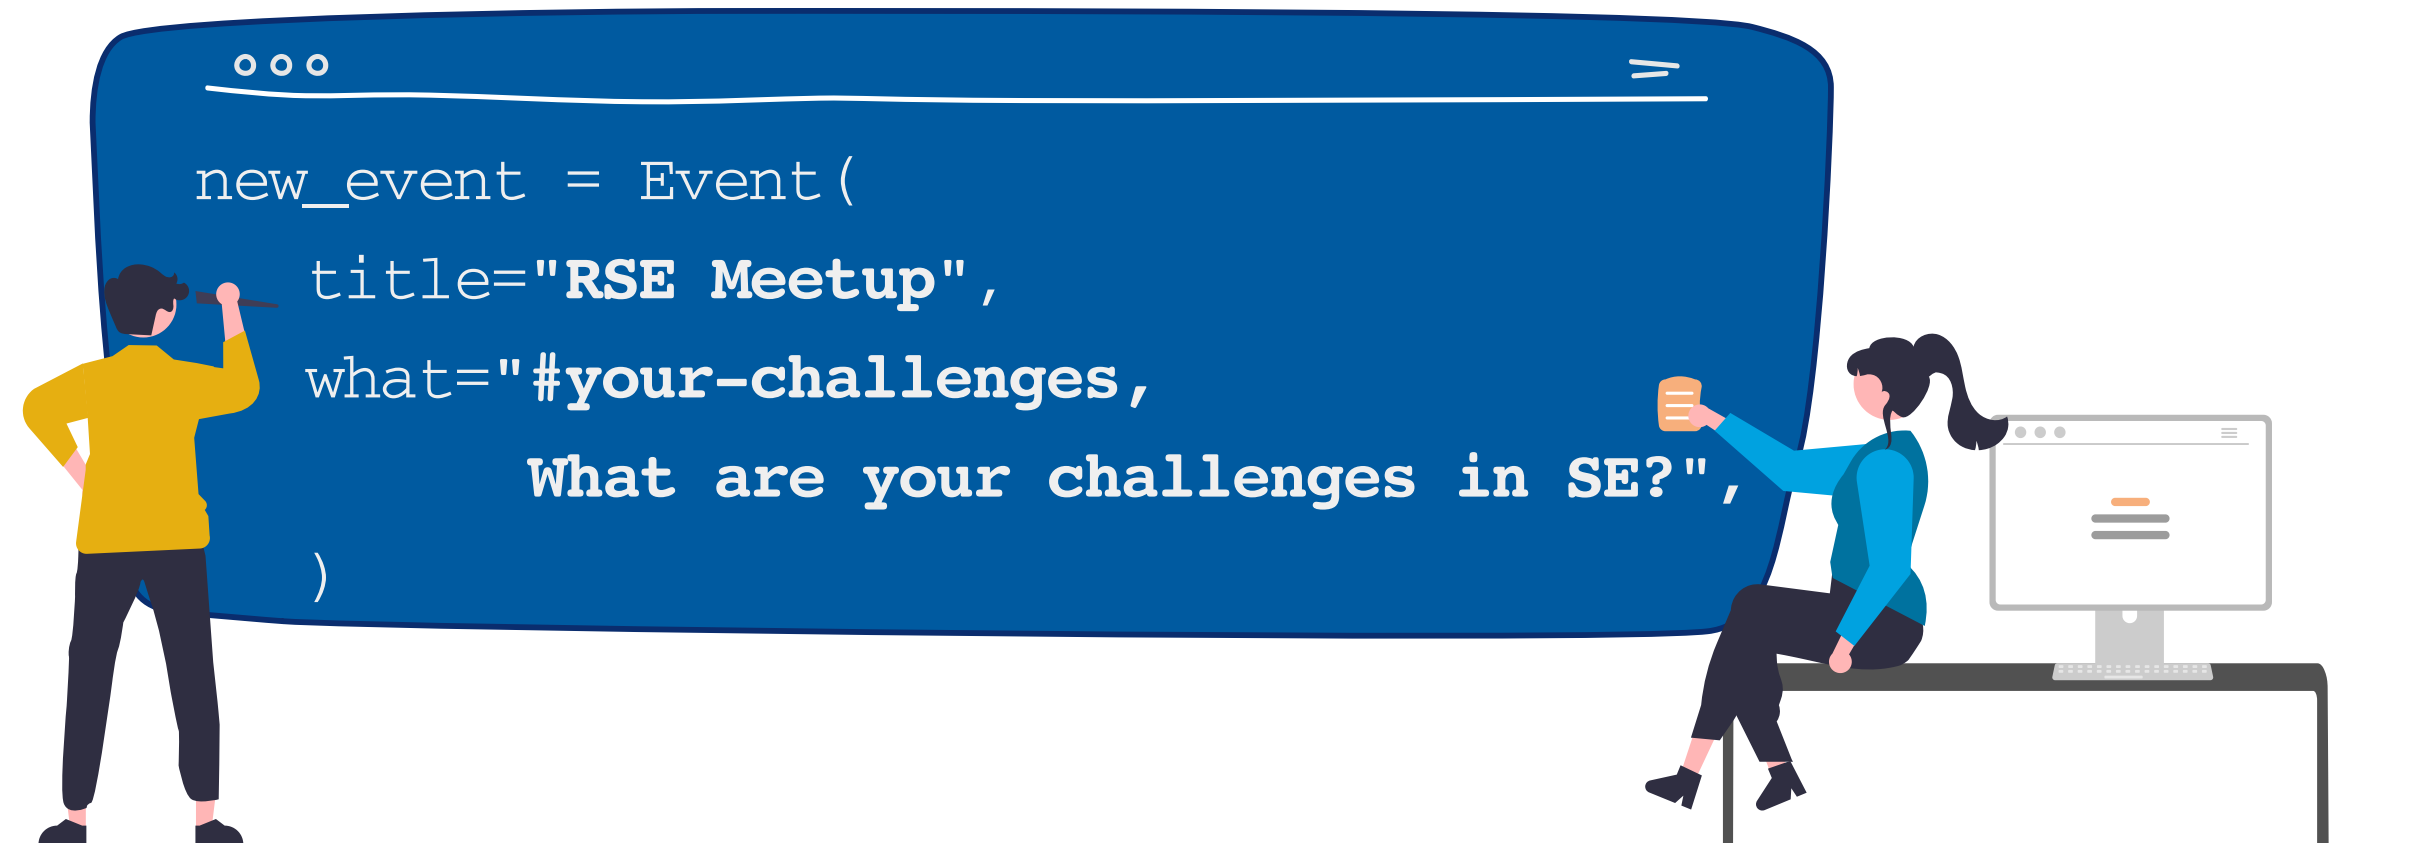 new_event = Event(
title="RSE Meetup",
what="#your-challenges,
What are your challenges in SE?",
)